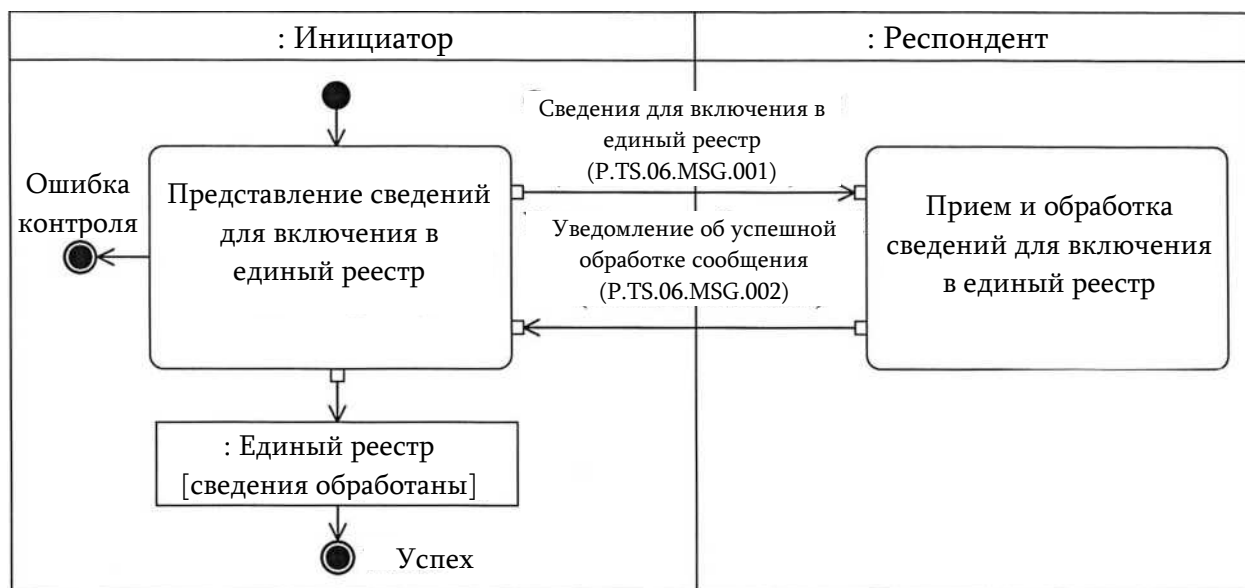 : Инициатор
: Респондент
Сведения для включения в
единый реестр
(P.TS.06.MSG.001)
Ошибка
контроля
Представление сведений
для включения в
единый реестр
Прием и обработка
сведений для включения
в единый реестр
Уведомление об успешной
обработке сообщения
(P.TS.06.MSG.002)
: Единый реестр
[сведения обработаны]
Успех